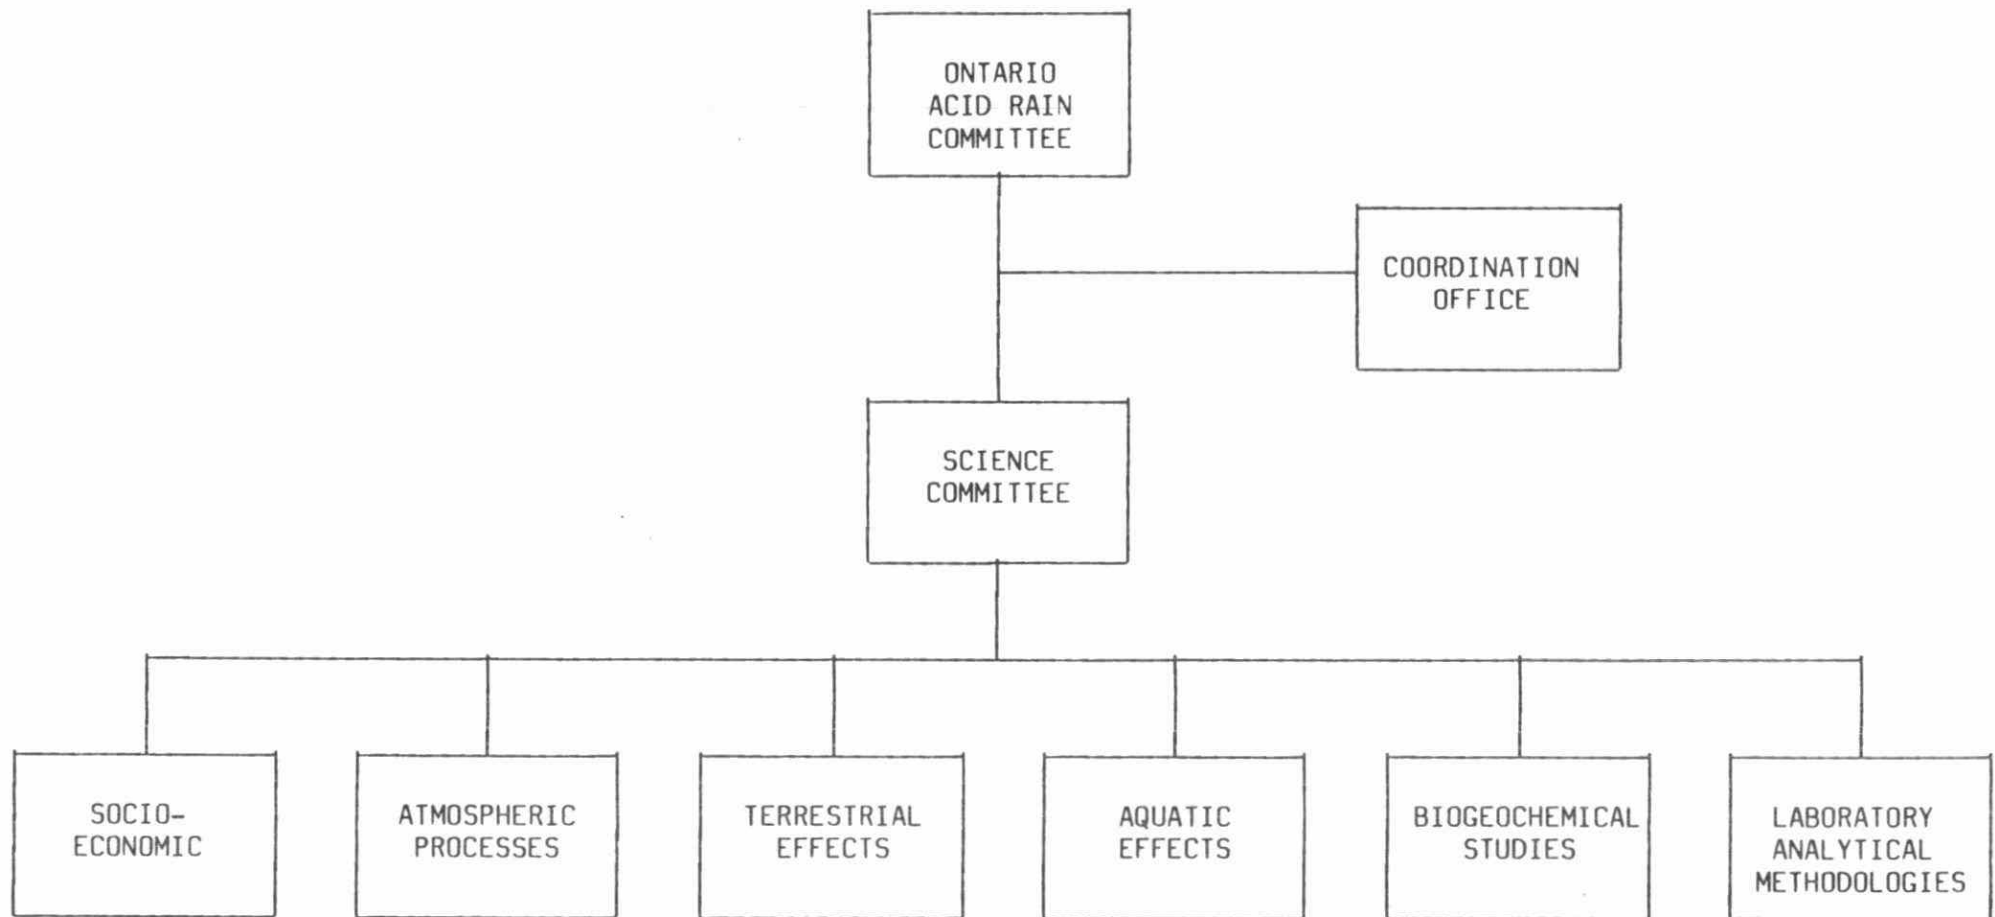 ONTARIO
ACID RAIN
COMMITTEE
COORDINATION
OFFICE
SCIENCE
COMMITTEE
SOCIO-
ECONOMIC
ATMOSPHERIC
PROCESSES
TERRESTRIAL
EFFECTS
AQUATIC
EFFECTS
BIOGEOCHEMICAL
STUDIES
LABORATORY
ANALYTICAL
METHODOLOGIES